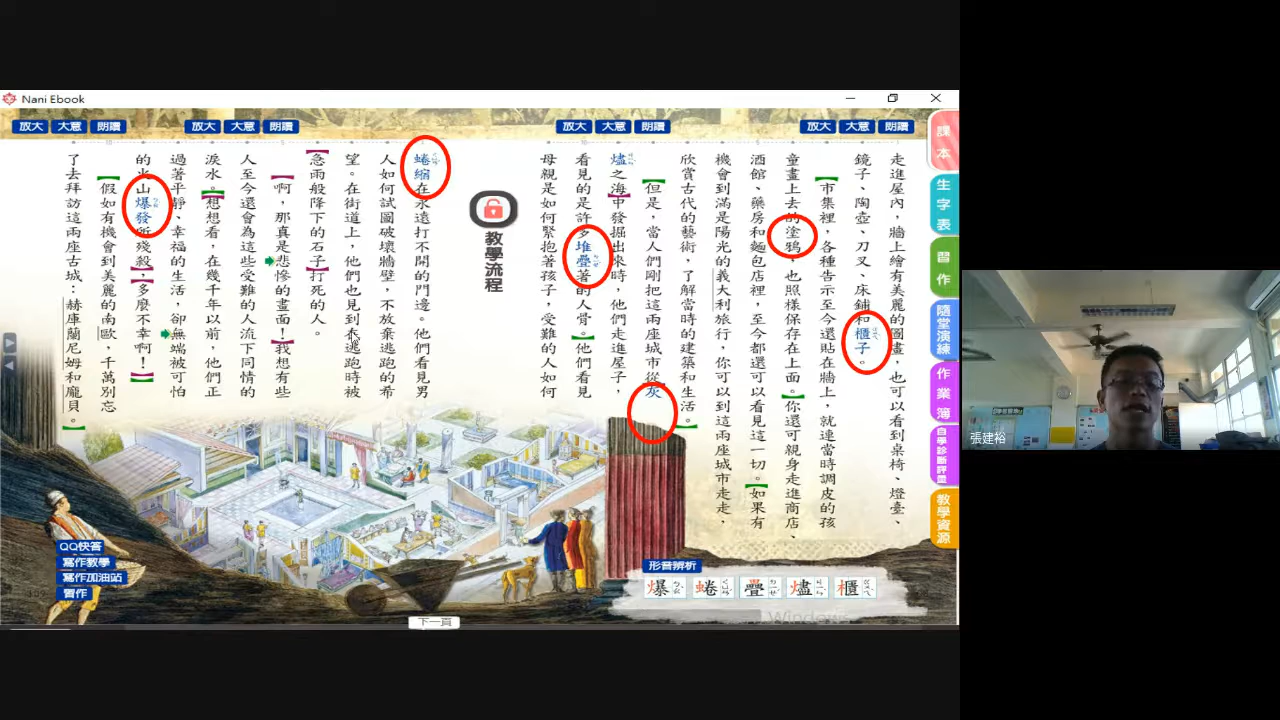 Nani Ebook
放大 大意 朗讀
放大 大意 朗讀
放大 大意 朗讀
放大 大意 朗讀
走進屋內，牆上繪有美麗的圖畫，也可以看到桌椅、燈臺、
鏡子、陶壺、刀叉、床鋪和櫃子。
【市集裡，各種告示至今還貼在牆上，就連當時調皮的孩
童畫上去的塗鴉，也照樣保存在上面。】你還可親身走進商店、
酒館、藥房和麵包店裡，至今都還可以看見這一切。【如果有
機會到滿是陽光的義大利旅行，你可以到這兩座城市走走，
欣賞古代的藝術，了解當時的建築和生活。】
【但是，當人們剛把這兩座城市從灰
燼之海】中發掘出來時，他們走進屋子，
看見的是許多堆疊著的人骨。】他們看見
母親是如何緊抱著孩子，受難的人如何
教學流程
蜷縮在永遠打不開的門邊。他們看見男
人如何試圖破壞牆壁，不放棄逃跑的希
望。在街道上，他們也見到逃跑時被
【急雨般降下的石子】打死的人。
【啊，那真是悲慘的畫面！】我想有些
人至今還會為這些受難的人流下同情的
淚水。【想想看，在幾千年以前，他們正
過著平靜、幸福的生活，卻無端被可怕
的火山爆發所殘殺，【多麼不幸啊！】
【假如有機會到美麗的南歐，千萬別忘
了去拜訪這兩座古城：赫庫蘭尼姆和龐貝。】
課本
生字表
習作
隨堂演練
作業簿
自學診斷評量
教學資源
QQ快答
寫作教學
寫作加油站
習作
形音辨析
爆 蜷 疊 燼 櫃
下一頁
Windows
張建裕